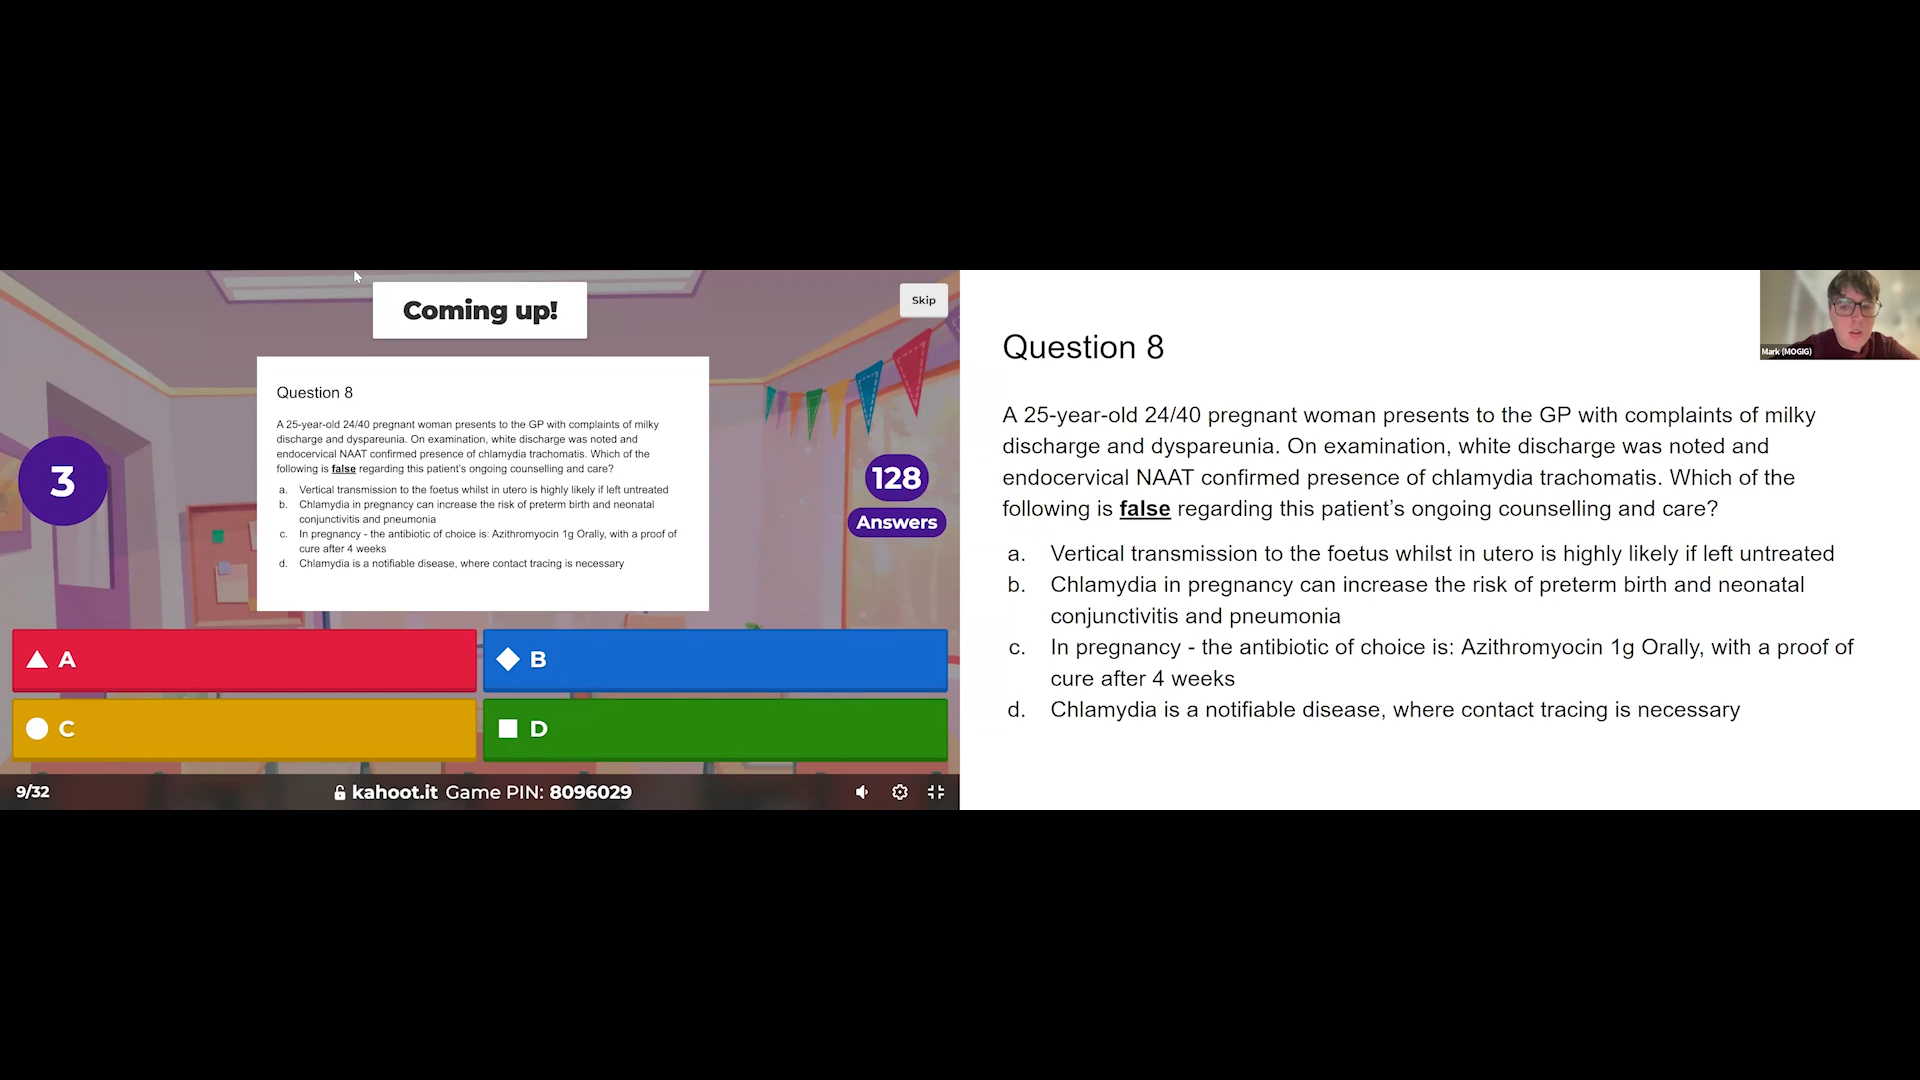 Coming up!
Skip
Question 8
A 25-year-old 24/40 pregnant woman presents to the GP with complaints of milky
discharge and dyspareunia. On examination, white discharge was noted and
endocervical NAAT confirmed presence of chlamydia trachomatis. Which of the
following is false regarding this patient's ongoing counselling and care?
a. Vertical transmission to the foetus whilst in utero is highly likely if left untreated
b. Chlamydia in pregnancy can increase the risk of preterm birth and neonatal
conjunctivitis and pneumonia
c. In pregnancy - the antibiotic of choice is: Azithromyocin 1g Orally, with a proof of
cure after 4 weeks
d. Chlamydia is a notifiable disease, where contact tracing is necessary
3
128
Answers
A
B
C
D
9/32
kahoot.it Game PIN: 8096029
Mark (MOGIG)
Question 8
A 25-year-old 24/40 pregnant woman presents to the GP with complaints of milky
discharge and dyspareunia. On examination, white discharge was noted and
endocervical NAAT confirmed presence of chlamydia trachomatis. Which of the
following is false regarding this patient's ongoing counselling and care?
a. Vertical transmission to the foetus whilst in utero is highly likely if left untreated
b. Chlamydia in pregnancy can increase the risk of preterm birth and neonatal
conjunctivitis and pneumonia
c. In pregnancy - the antibiotic of choice is: Azithromyocin 1g Orally, with a proof of
cure after 4 weeks
d. Chlamydia is a notifiable disease, where contact tracing is necessary